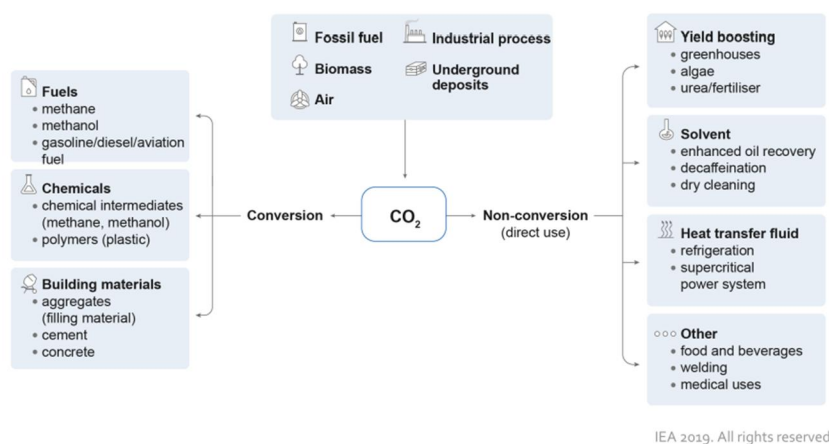 Fossil fuel
Industrial process
Biomass
Underground
deposits
Air
Fuels
• methane
• methanol
• gasoline/diesel/aviation
fuel
Chemicals
• chemical intermediates
(methane, methanol)
• polymers (plastic)
Building materials
• aggregates
(filling material)
• cement
• concrete
Conversion
CO₂
Non-conversion
(direct use)
Yield boosting
• greenhouses
• algae
• urea/fertiliser
Solvent
• enhanced oil recovery
• decaffeination
• dry cleaning
Heat transfer fluid
• refrigeration
• supercritical
power system
Other
• food and beverages
• welding
• medical uses
IEA 2019. All rights reserved